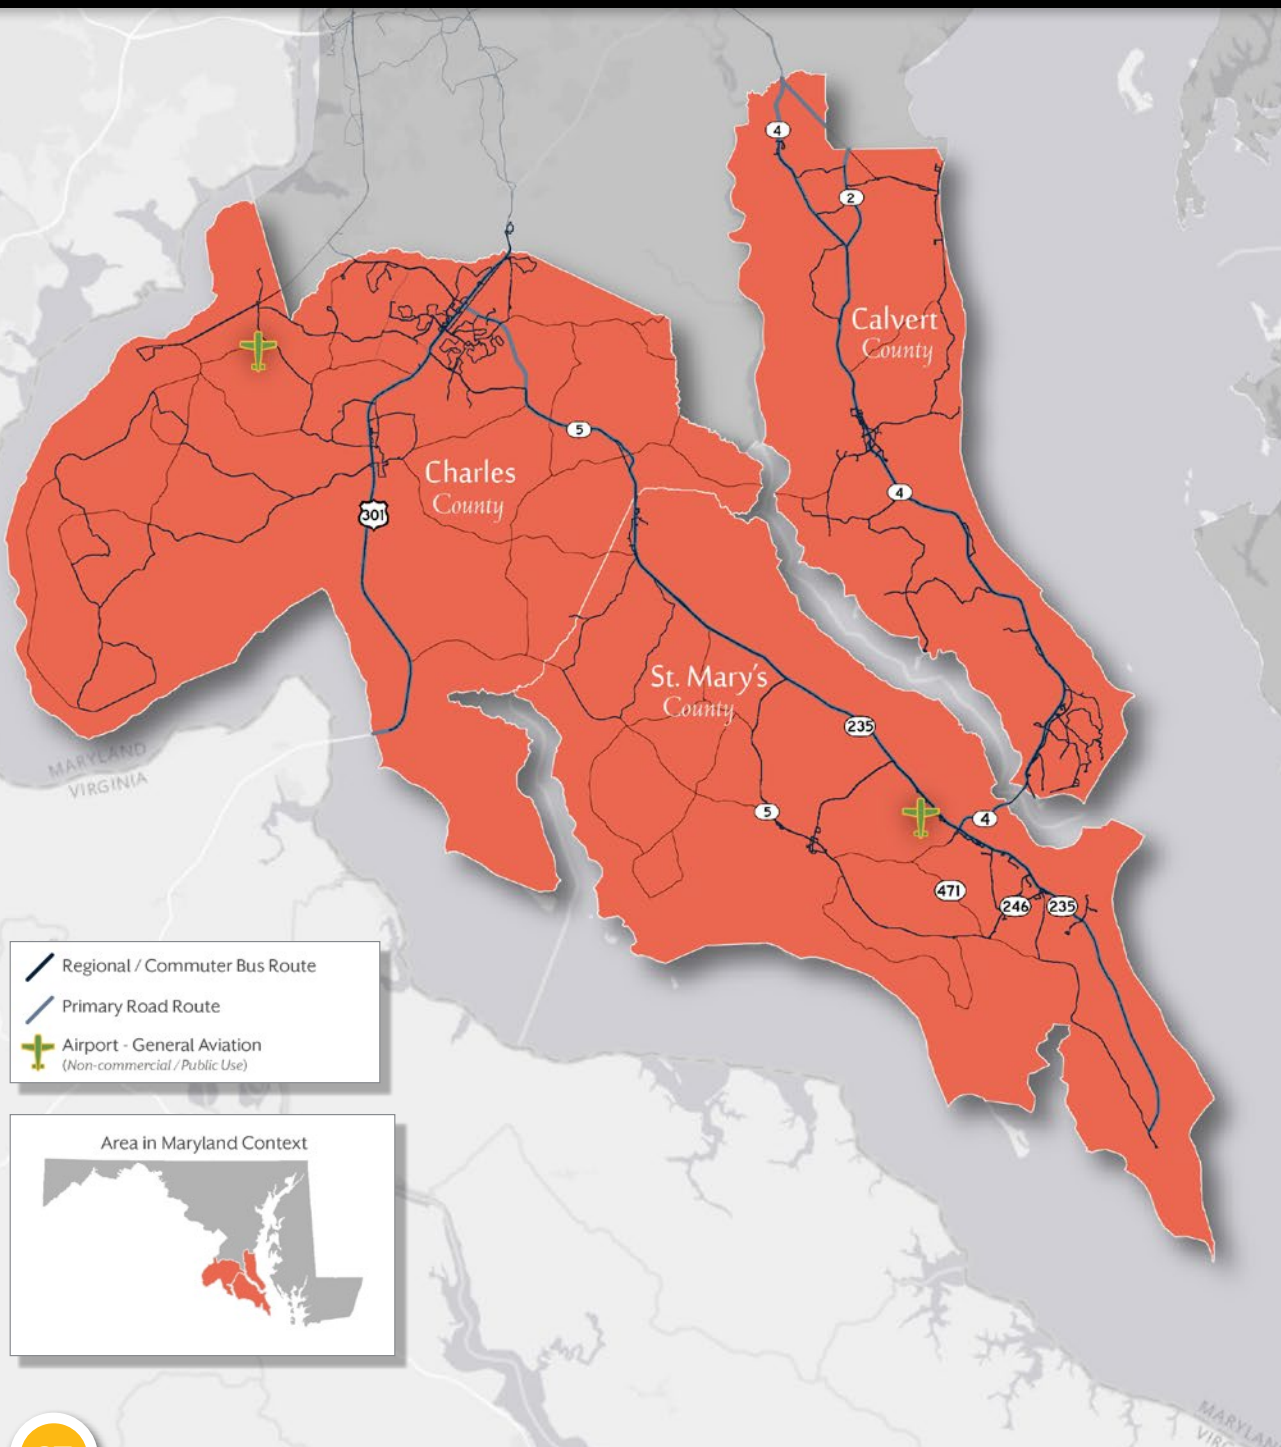 4
2
Calvert
County
5
Charles
County
4
301
St. Mary's
County
235
MARYLAND
VIRGINIA
5
4
471
246
235
Regional / Commuter Bus Route
Primary Road Route
Airport - General Aviation
(Non-commercial / Public Use)
Area in Maryland Context